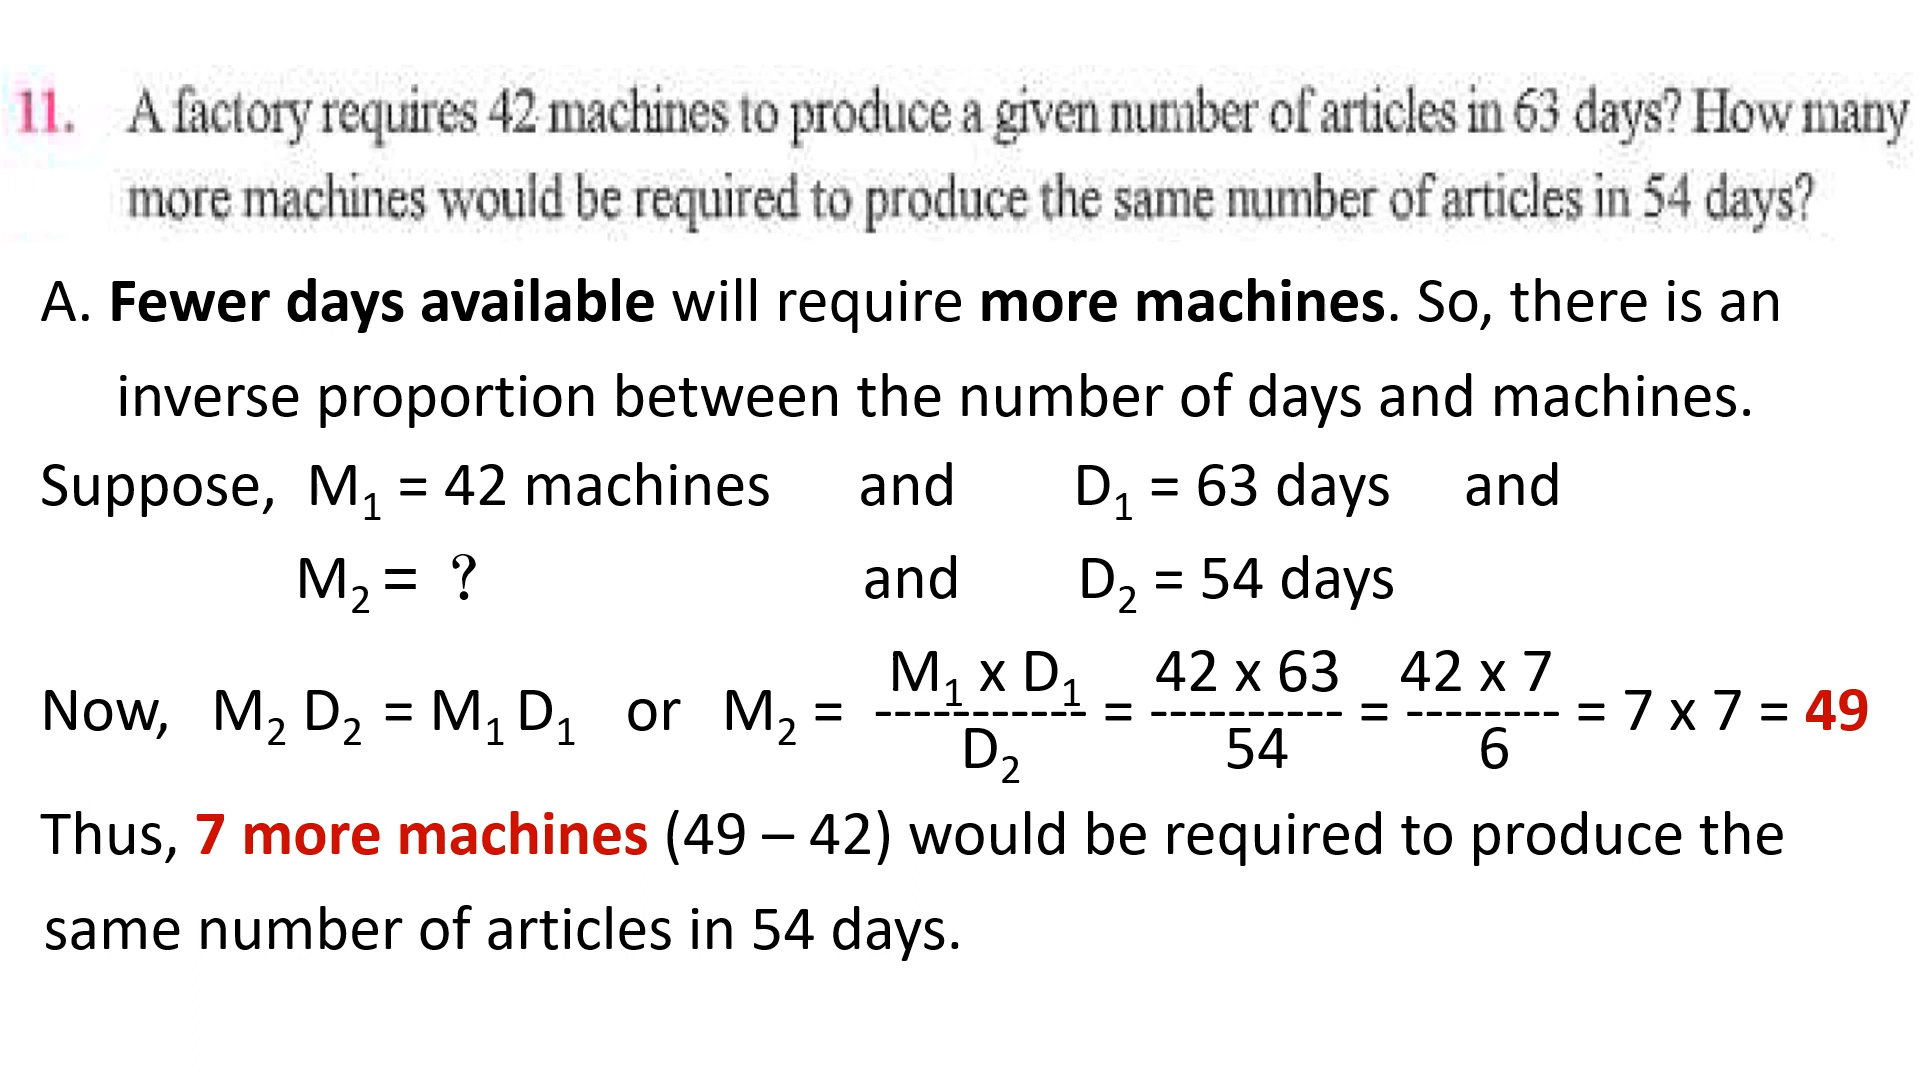 11. A factory requires 42 machines to produce a given number of articles in 63 days? How many
more machines would be required to produce the same number of articles in 54 days?
A. Fewer days available will require more machines. So, there is an
inverse proportion between the number of days and machines.
Suppose, M₁ = 42 machines and D₁ = 63 days and
M₂ = ? and D₂ = 54 days
M₁ x D₁ 42 x 63 42 x 7
Now, M₂ D₂ = M₁ D₁ or M₂ = ----------- = ---------- = -------- = 7 x 7 = 49
D₂ 54 6
Thus, 7 more machines (49 – 42) would be required to produce the
same number of articles in 54 days.